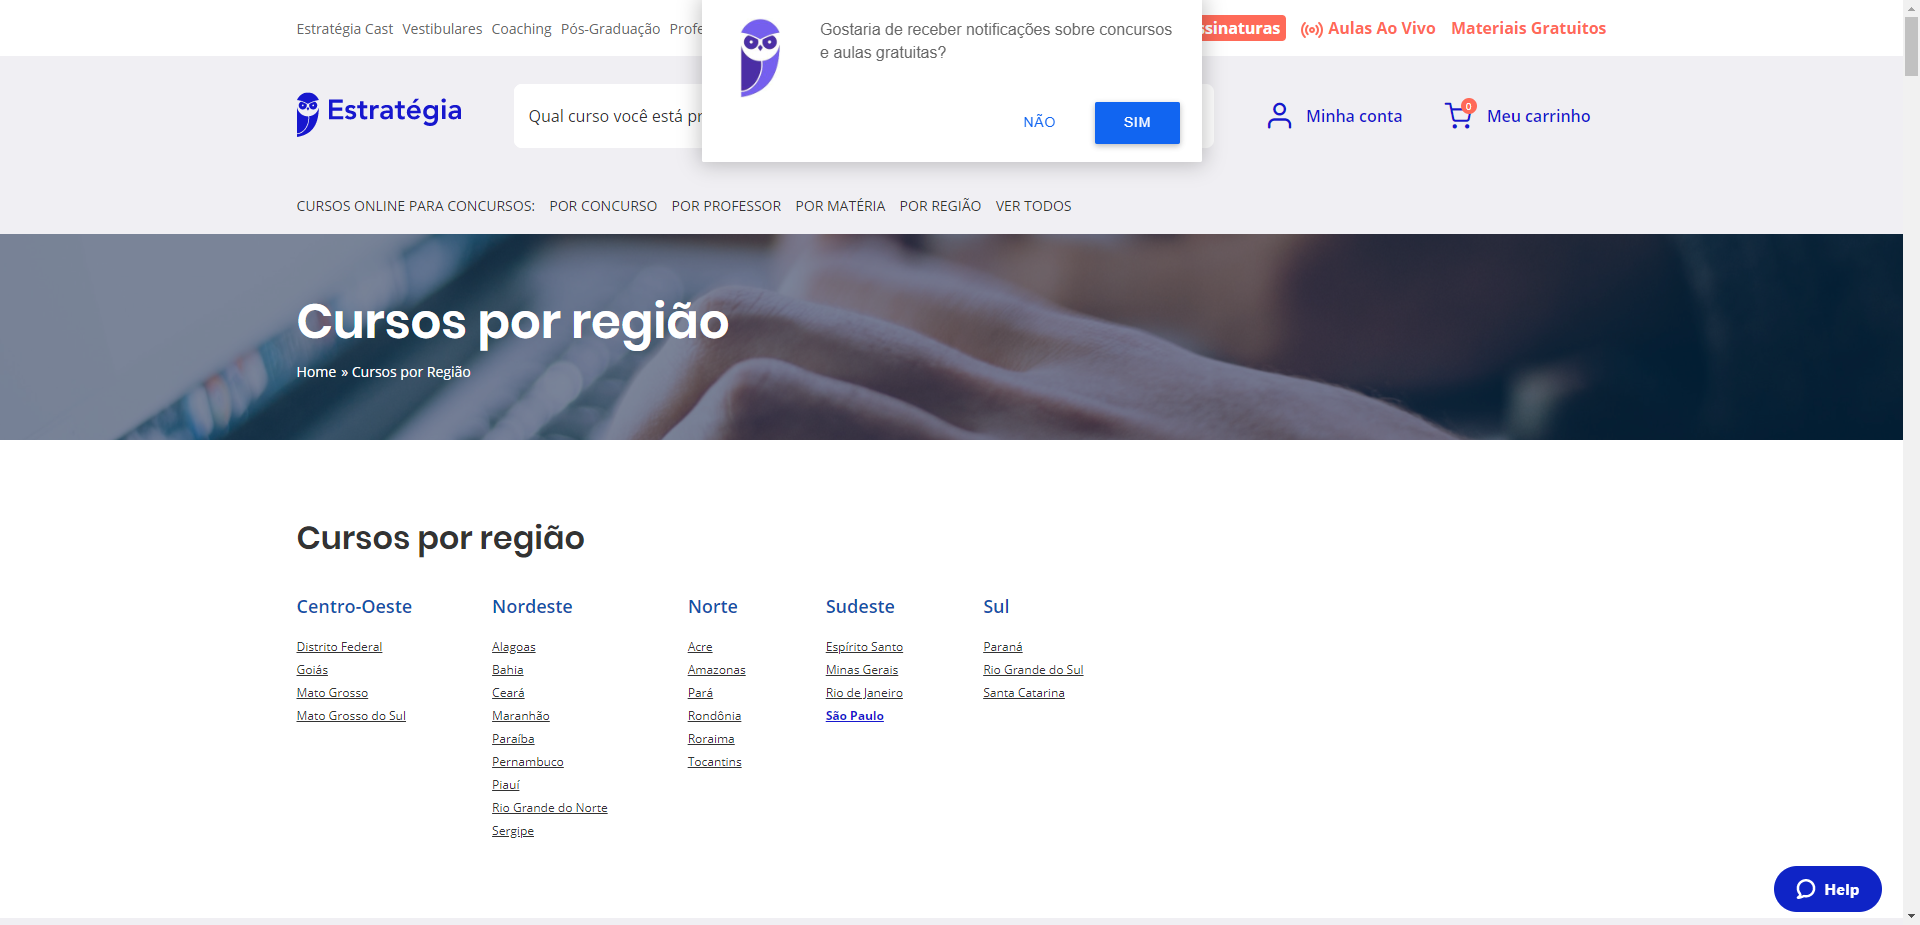 Estratégia Cast Vestibulares Coaching Pós-Graduação
Aulas Ao Vivo Materiais Gratuitos
Gostaria de receber notificações sobre concursos
e aulas gratuitas?
NÃO SIM
Estratégia
Qual curso você está
Minha conta
0
Meu carrinho
CURSOS ONLINE PARA CONCURSOS: POR CONCURSO POR PROFESSOR POR MATÉRIA POR REGIÃO VER TODOS
Cursos por região
Home » Cursos por Região
Cursos por região
Centro-Oeste
Distrito Federal
Goiás
Mato Grosso
Mato Grosso do Sul
Nordeste
Alagoas
Bahia
Ceará
Maranhão
Paraíba
Pernambuco
Piauí
Rio Grande do Norte
Sergipe
Norte
Acre
Amazonas
Pará
Rondônia
Roraima
Tocantins
Sudeste
Espírito Santo
Minas Gerais
Rio de Janeiro
São Paulo
Sul
Paraná
Rio Grande do Sul
Santa Catarina
Help